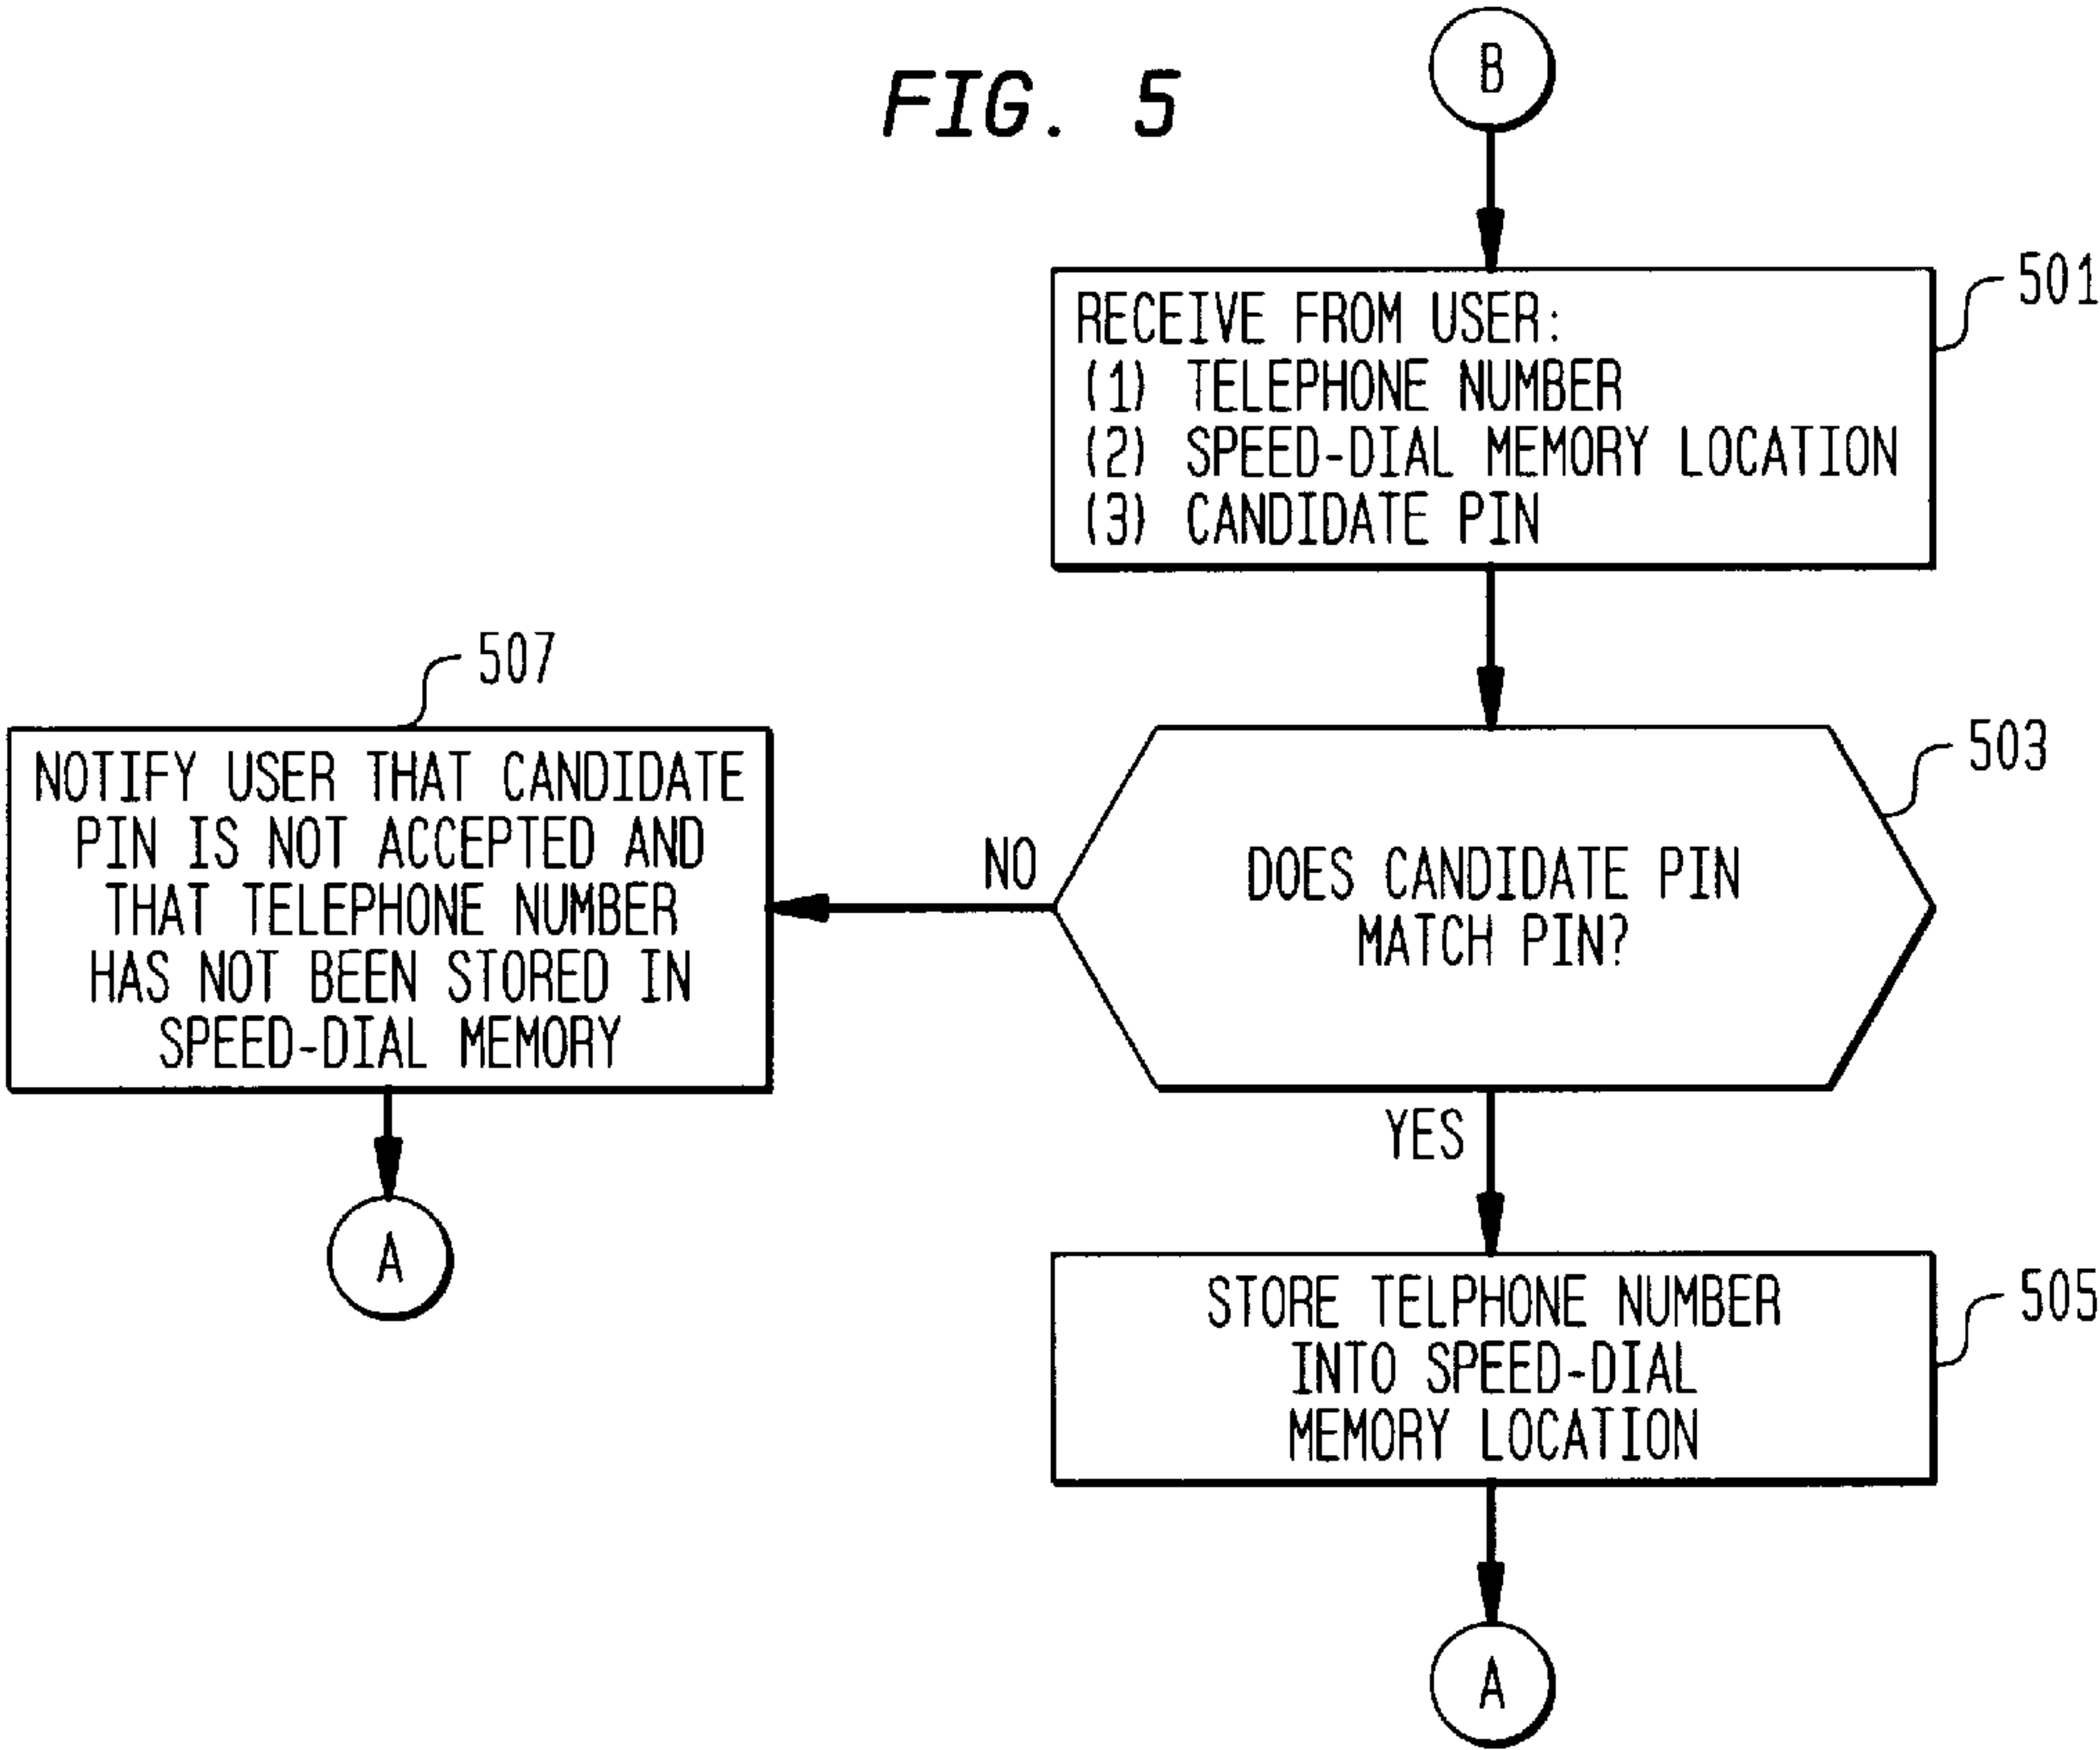 FIG. 5
B
501
RECEIVE FROM USER:
(1) TELEPHONE NUMBER
(2) SPEED-DIAL MEMORY LOCATION
(3) CANDIDATE PIN
503
DOES CANDIDATE PIN
MATCH PIN?
NO
507
NOTIFY USER THAT CANDIDATE
PIN IS NOT ACCEPTED AND
THAT TELEPHONE NUMBER
HAS NOT BEEN STORED IN
SPEED-DIAL MEMORY
A
YES
505
STORE TELPHONE NUMBER
INTO SPEED-DIAL
MEMORY LOCATION
A